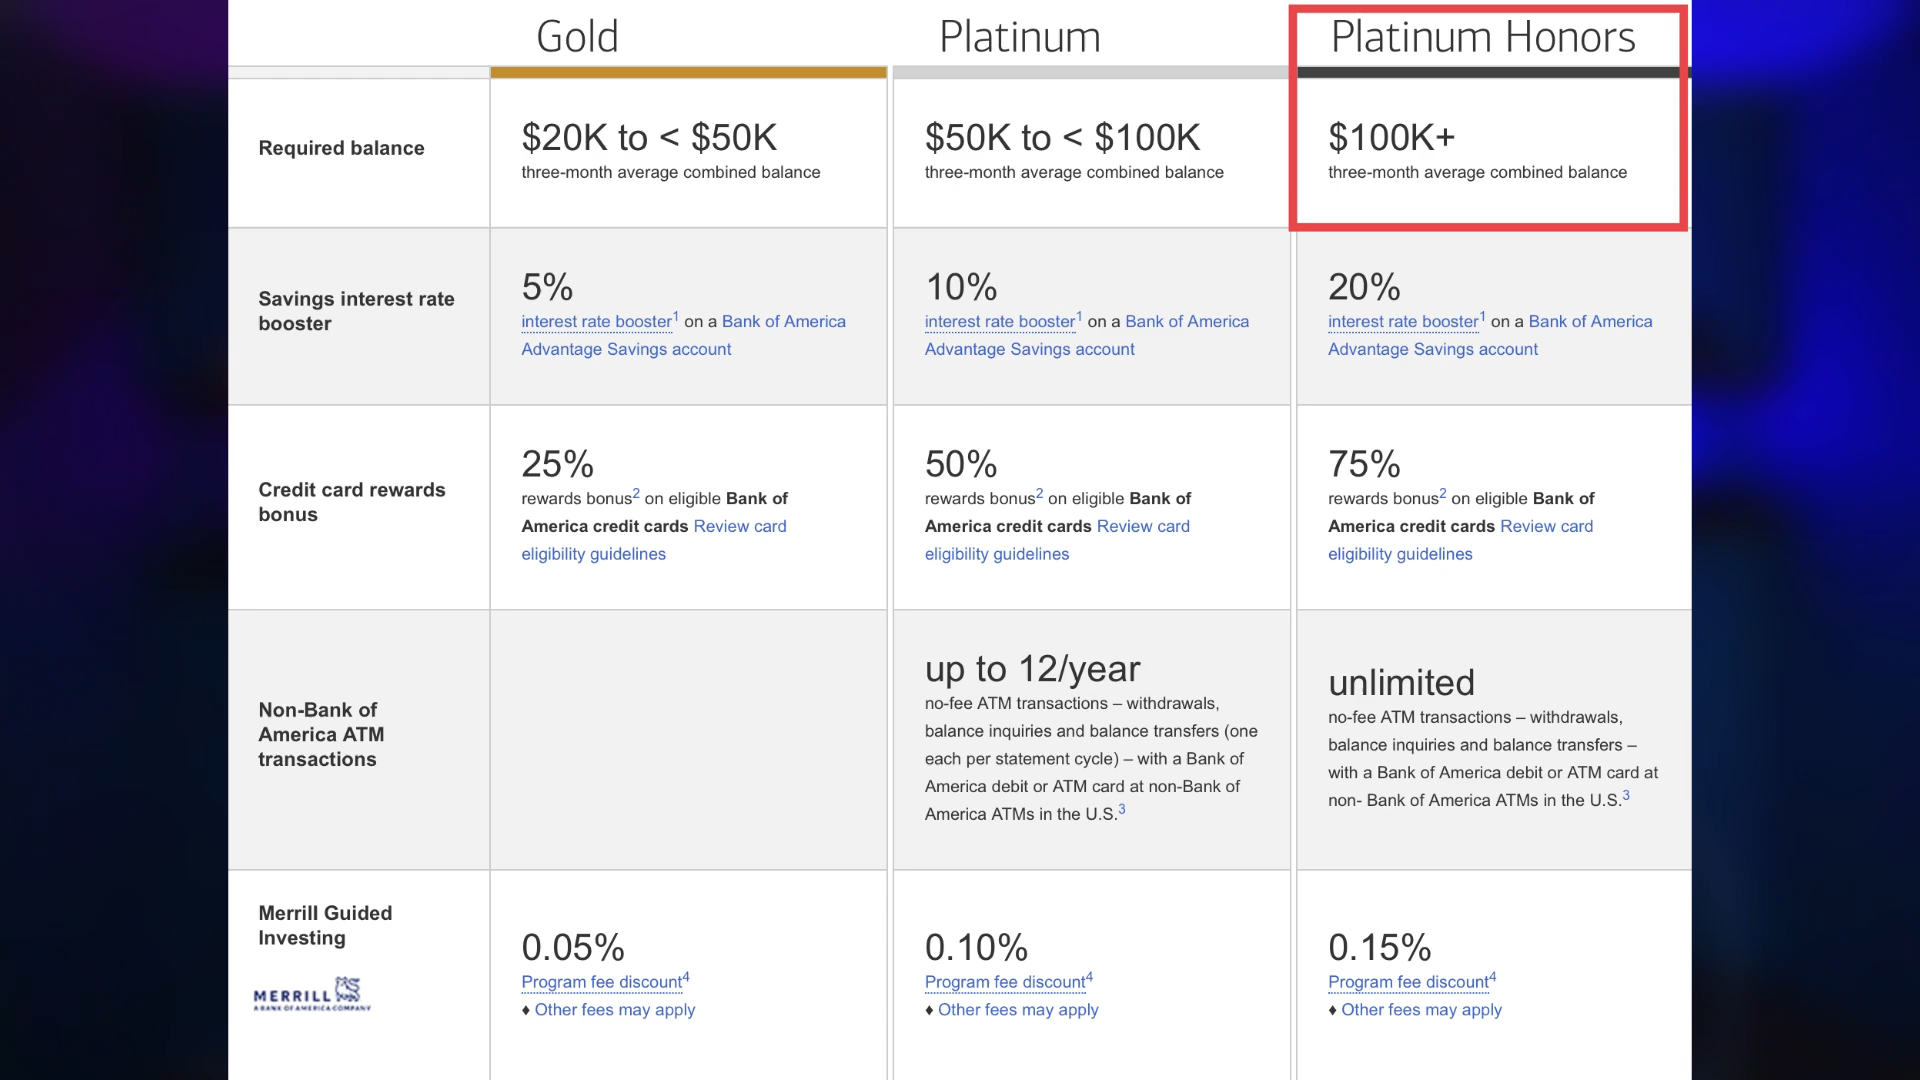 Gold
Platinum
Platinum Honors
Required balance
$20K to < $50K
three-month average combined balance
$50K to < $100K
three-month average combined balance
$100K+
three-month average combined balance
Savings interest rate
booster
5%
interest rate booster1 on a Bank of America
Advantage Savings account
10%
interest rate booster1 on a Bank of America
Advantage Savings account
20%
interest rate booster1 on a Bank of America
Advantage Savings account
Credit card rewards
bonus
25%
rewards bonus2 on eligible Bank of
America credit cards Review card
eligibility guidelines
50%
rewards bonus2 on eligible Bank of
America credit cards Review card
eligibility guidelines
75%
rewards bonus2 on eligible Bank of
America credit cards Review card
eligibility guidelines
Non-Bank of
America ATM
transactions
up to 12/year
no-fee ATM transactions – withdrawals,
balance inquiries and balance transfers (one
each per statement cycle) – with a Bank of
America debit or ATM card at non-Bank of
America ATMs in the U.S.3
unlimited
no-fee ATM transactions – withdrawals,
balance inquiries and balance transfers –
with a Bank of America debit or ATM card at
non- Bank of America ATMs in the U.S.3
Merrill Guided
Investing
MERRILL
A BANK OF AMERICA COMPANY
0.05%
Program fee discount4
♦ Other fees may apply
0.10%
Program fee discount4
♦ Other fees may apply
0.15%
Program fee discount4
♦ Other fees may apply